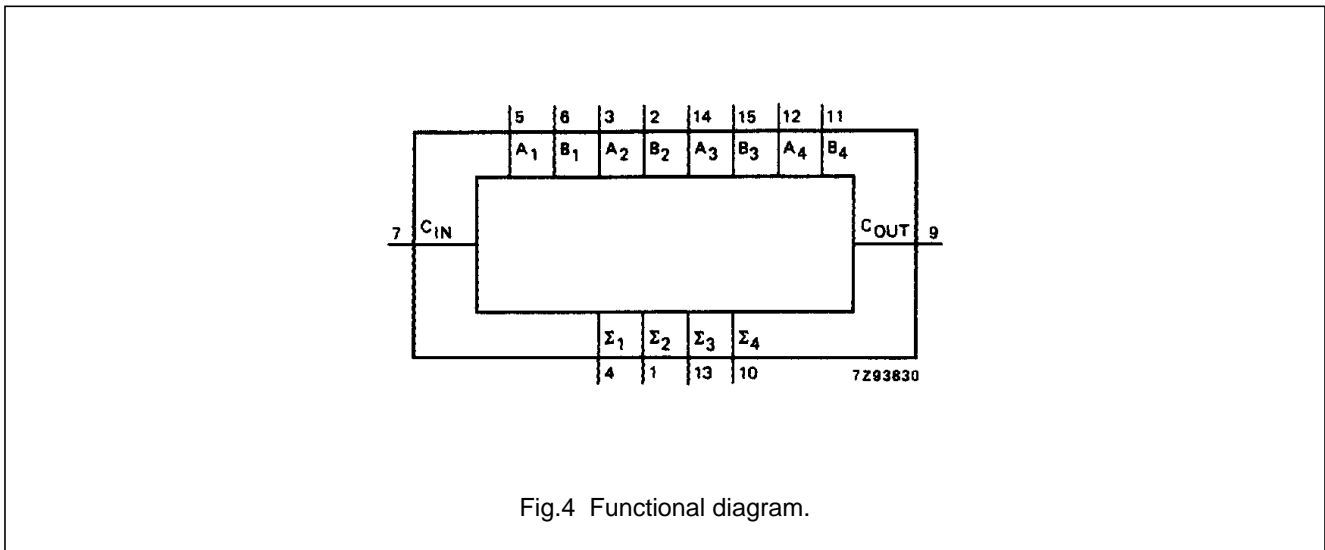 5 6 3 2 14 15 12 11
A1 B1 A2 B2 A3 B3 A4 B4
7 CIN COUT 9
Σ1 Σ2 Σ3 Σ4
4 1 13 10 7Z93830
Fig.4 Functional diagram.